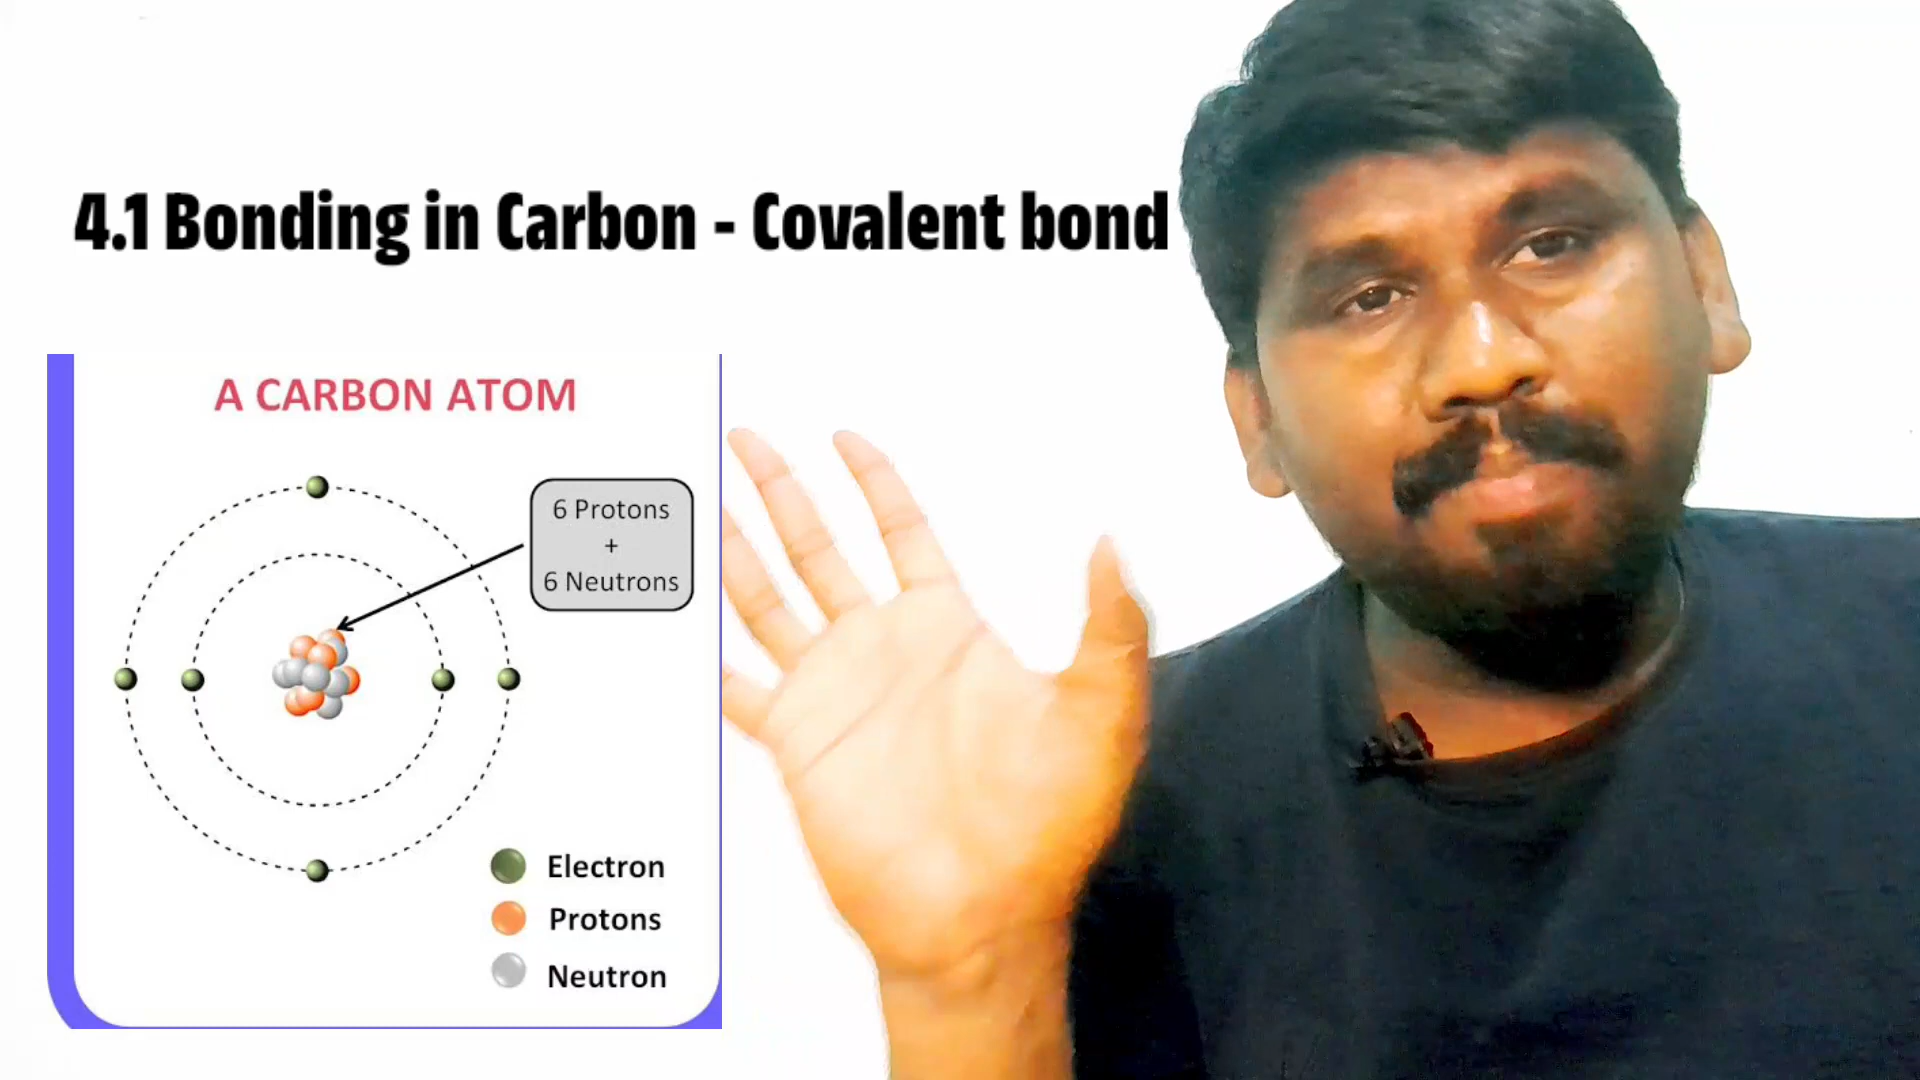 4.1 Bonding in Carbon - Covalent bond
A CARBON ATOM
6 Protons
+
6 Neutrons
Electron
Protons
Neutron